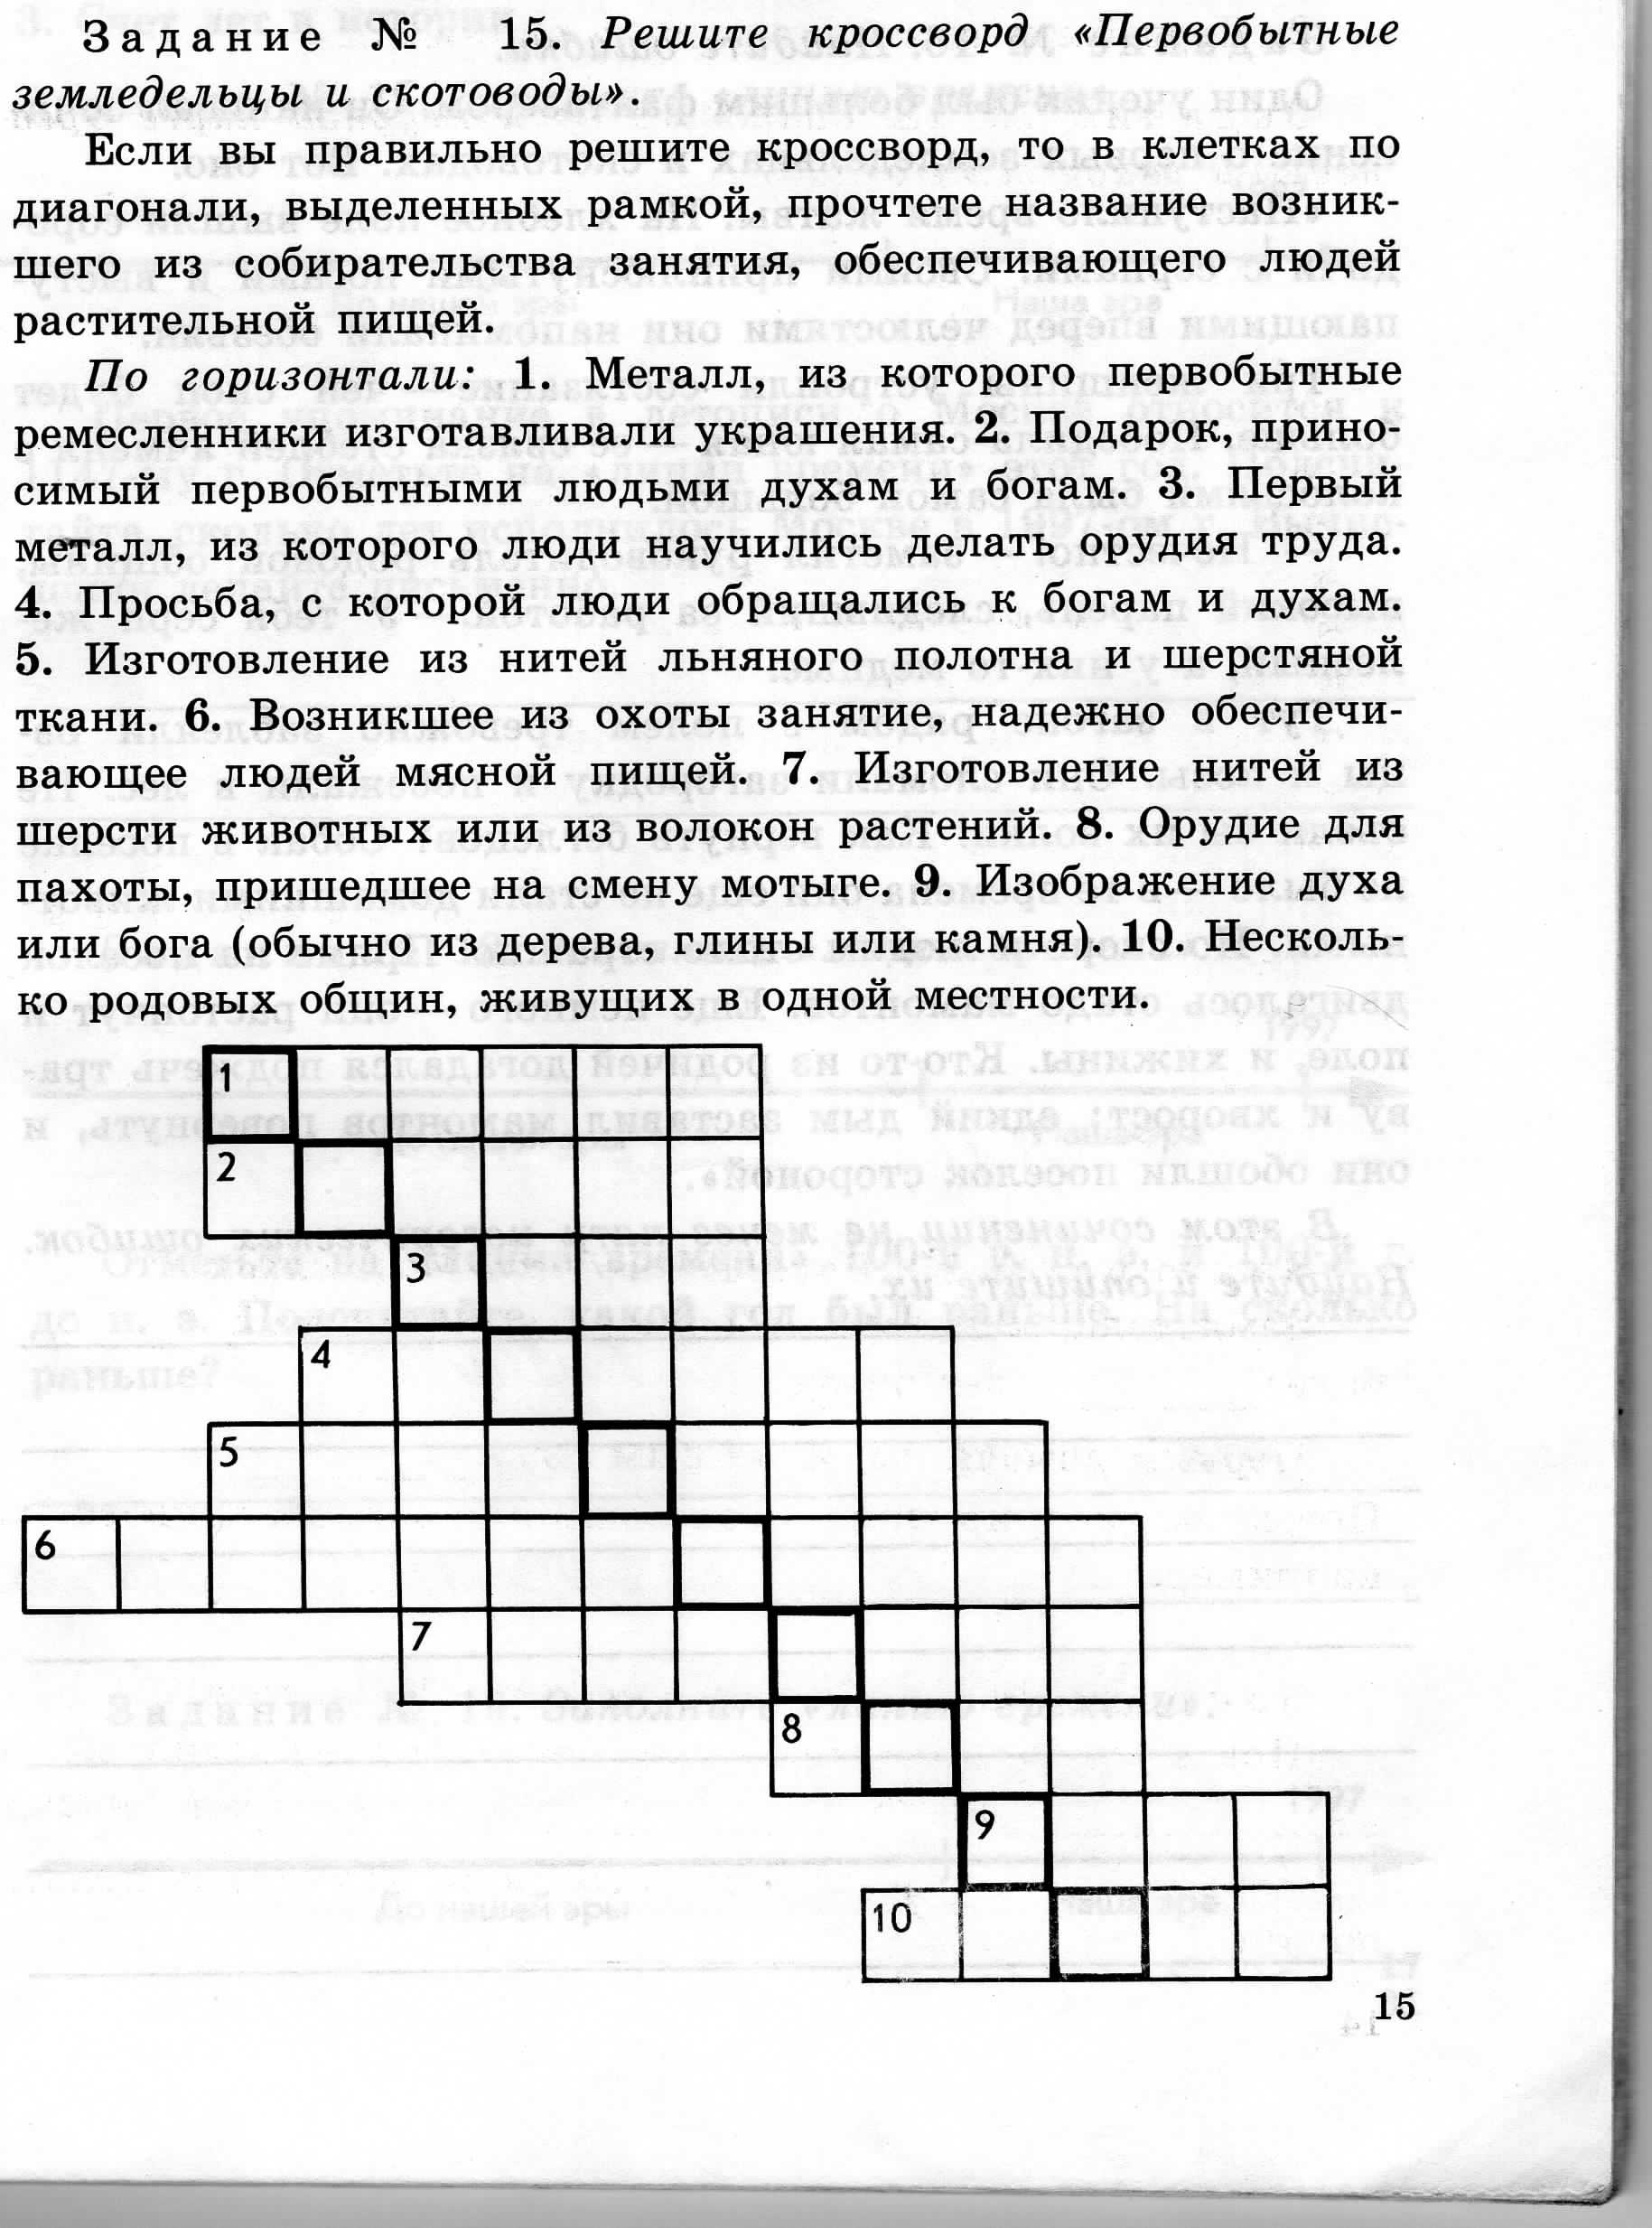 Задание № 15. Решите кроссворд «Первобытные
земледельцы и скотоводы».
Если вы правильно решите кроссворд, то в клетках по
диагонали, выделенных рамкой, прочтете название возник-
шего из собирательства занятия, обеспечивающего людей
растительной пищей.
По горизонтали: 1. Металл, из которого первобытные
ремесленники изготавливали украшения. 2. Подарок, прино-
симый первобытными людьми духам и богам. 3. Первый
металл, из которого люди научились делать орудия труда.
4. Просьба, с которой люди обращались к богам и духам.
5. Изготовление из нитей льняного полотна и шерстяной
ткани. 6. Возникшее из охоты занятие, надежно обеспечи-
вающее людей мясной пищей. 7. Изготовление нитей из
шерсти животных или из волокон растений. 8. Орудие для
пахоты, пришедшее на смену мотыге. 9. Изображение духа
или бога (обычно из дерева, глины или камня). 10. Несколь-
ко родовых общин, живущих в одной местности.
1
2
3
4
5
6
7
8
9
10
15